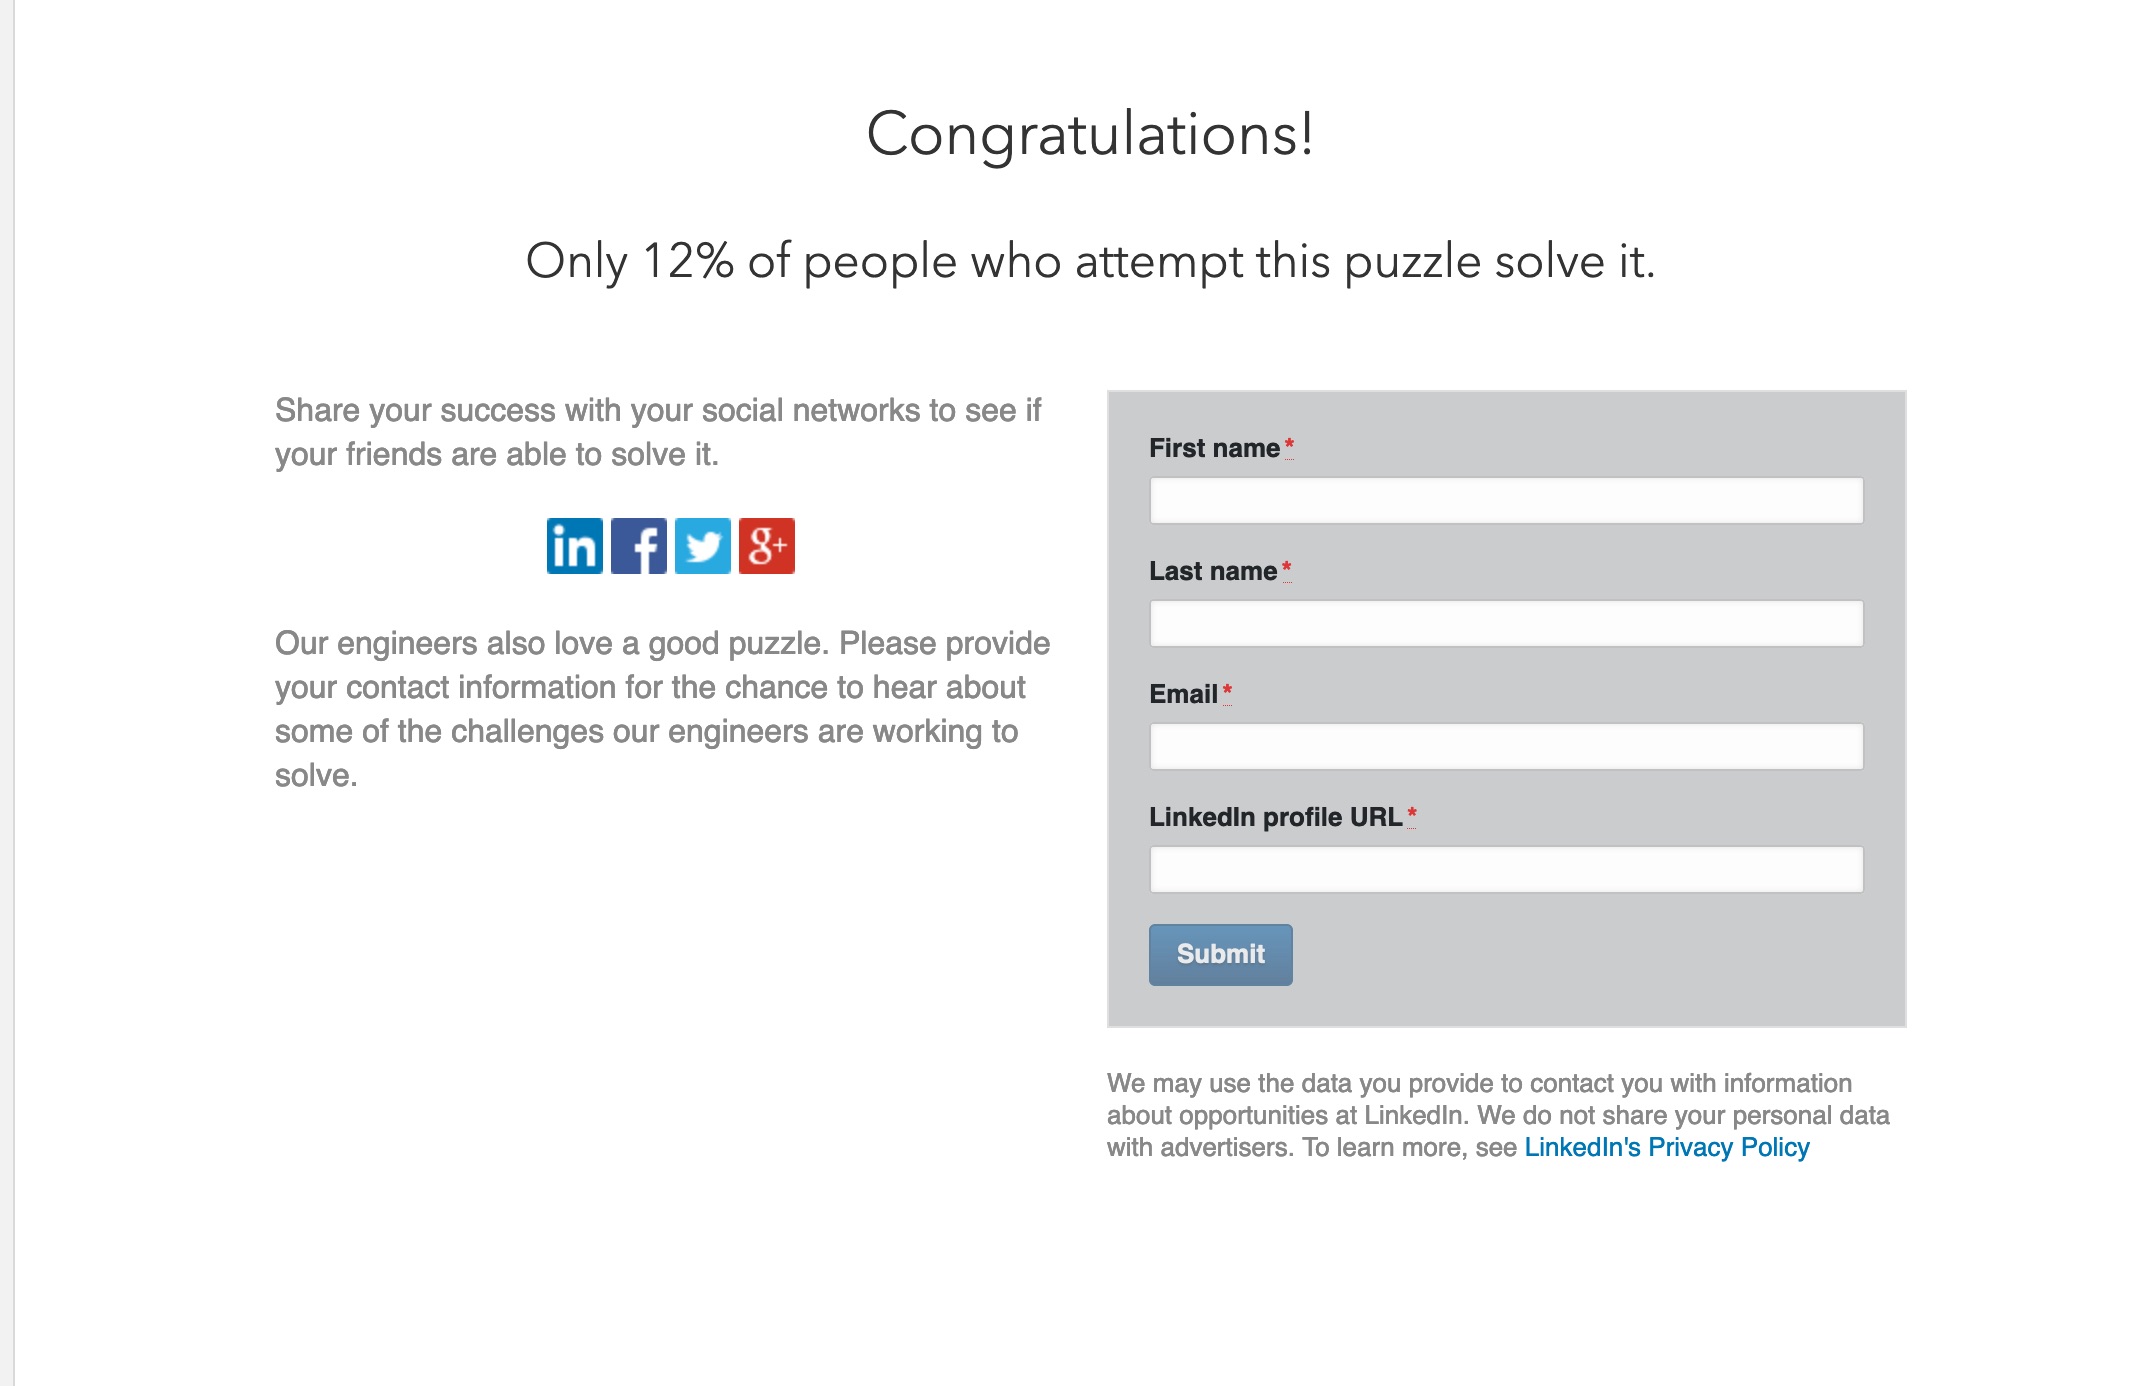 Congratulations!
Only 12% of people who attempt this puzzle solve it.
Share your success with your social networks to see if
your friends are able to solve it.
in f g+
Our engineers also love a good puzzle. Please provide
your contact information for the chance to hear about
some of the challenges our engineers are working to
solve.
First name*
Last name*
Email*
LinkedIn profile URL*
Submit
We may use the data you provide to contact you with information
about opportunities at LinkedIn. We do not share your personal data
with advertisers. To learn more, see LinkedIn's Privacy Policy